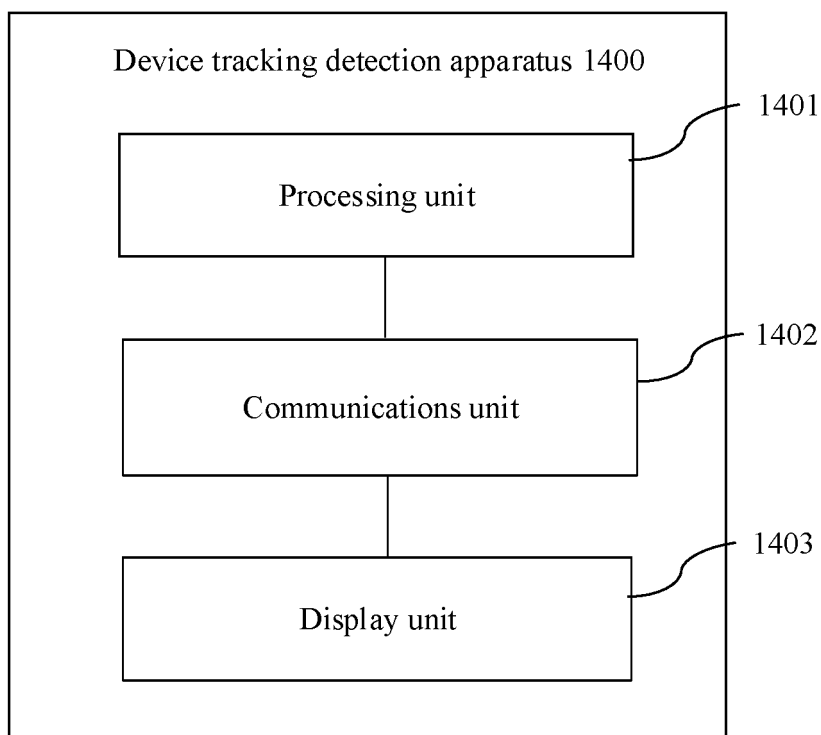 Device tracking detection apparatus 1400
1401
Processing unit
1402
Communications unit
1403
Display unit